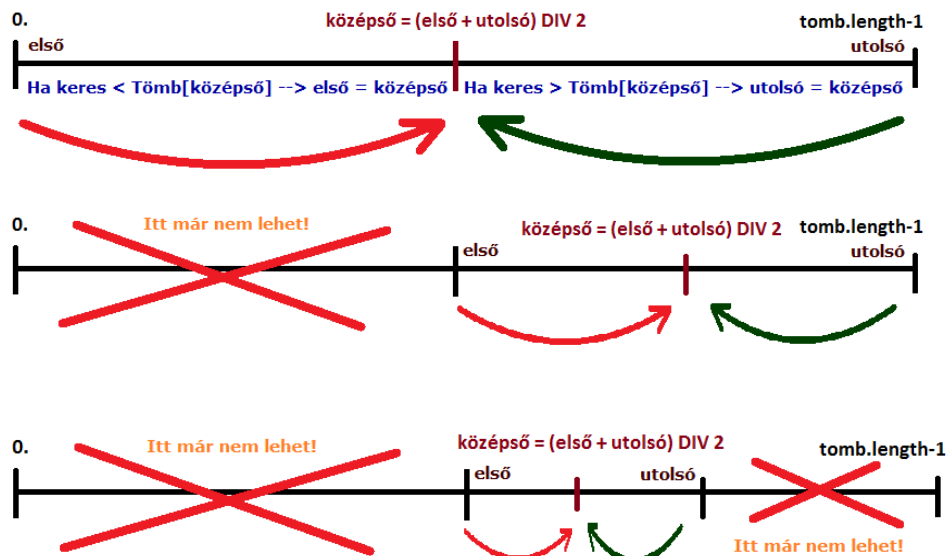 0.
középső = (első + utolsó) DIV 2
tomb.length-1
első
utolsó
Ha keres < Tömb[középső] --> első = középső
Ha keres > Tömb[középső] --> utolsó = középső
0.
Itt már nem lehet!
középső = (első + utolsó) DIV 2
tomb.length-1
első
utolsó
0.
Itt már nem lehet!
középső = (első + utolsó) DIV 2
tomb.length-1
első
utolsó
Itt már nem lehet!